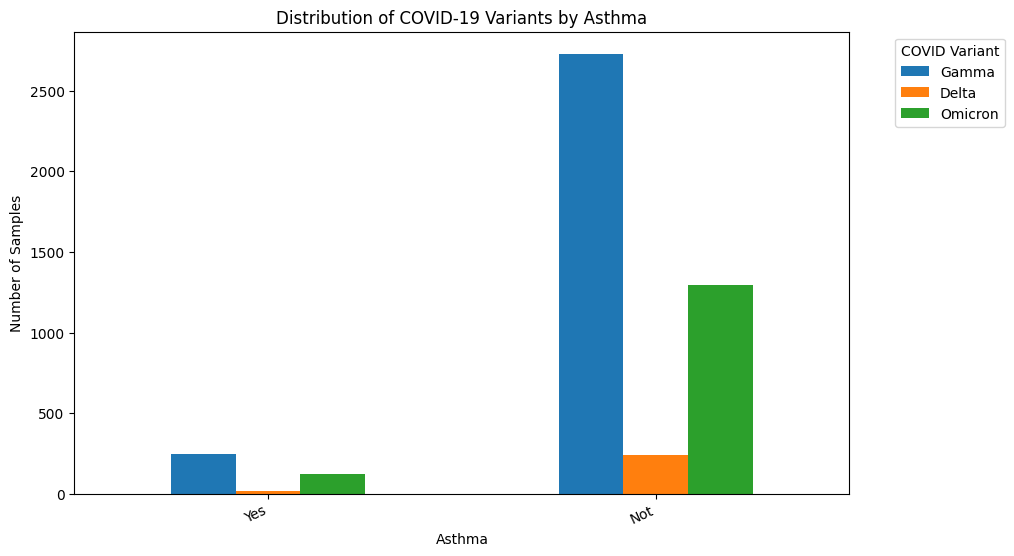 Distribution of COVID-19 Variants by Asthma
COVID Variant
Gamma
Delta
Omicron
Number of Samples
2500
2000
1500
1000
500
0
Yes
Not
Asthma